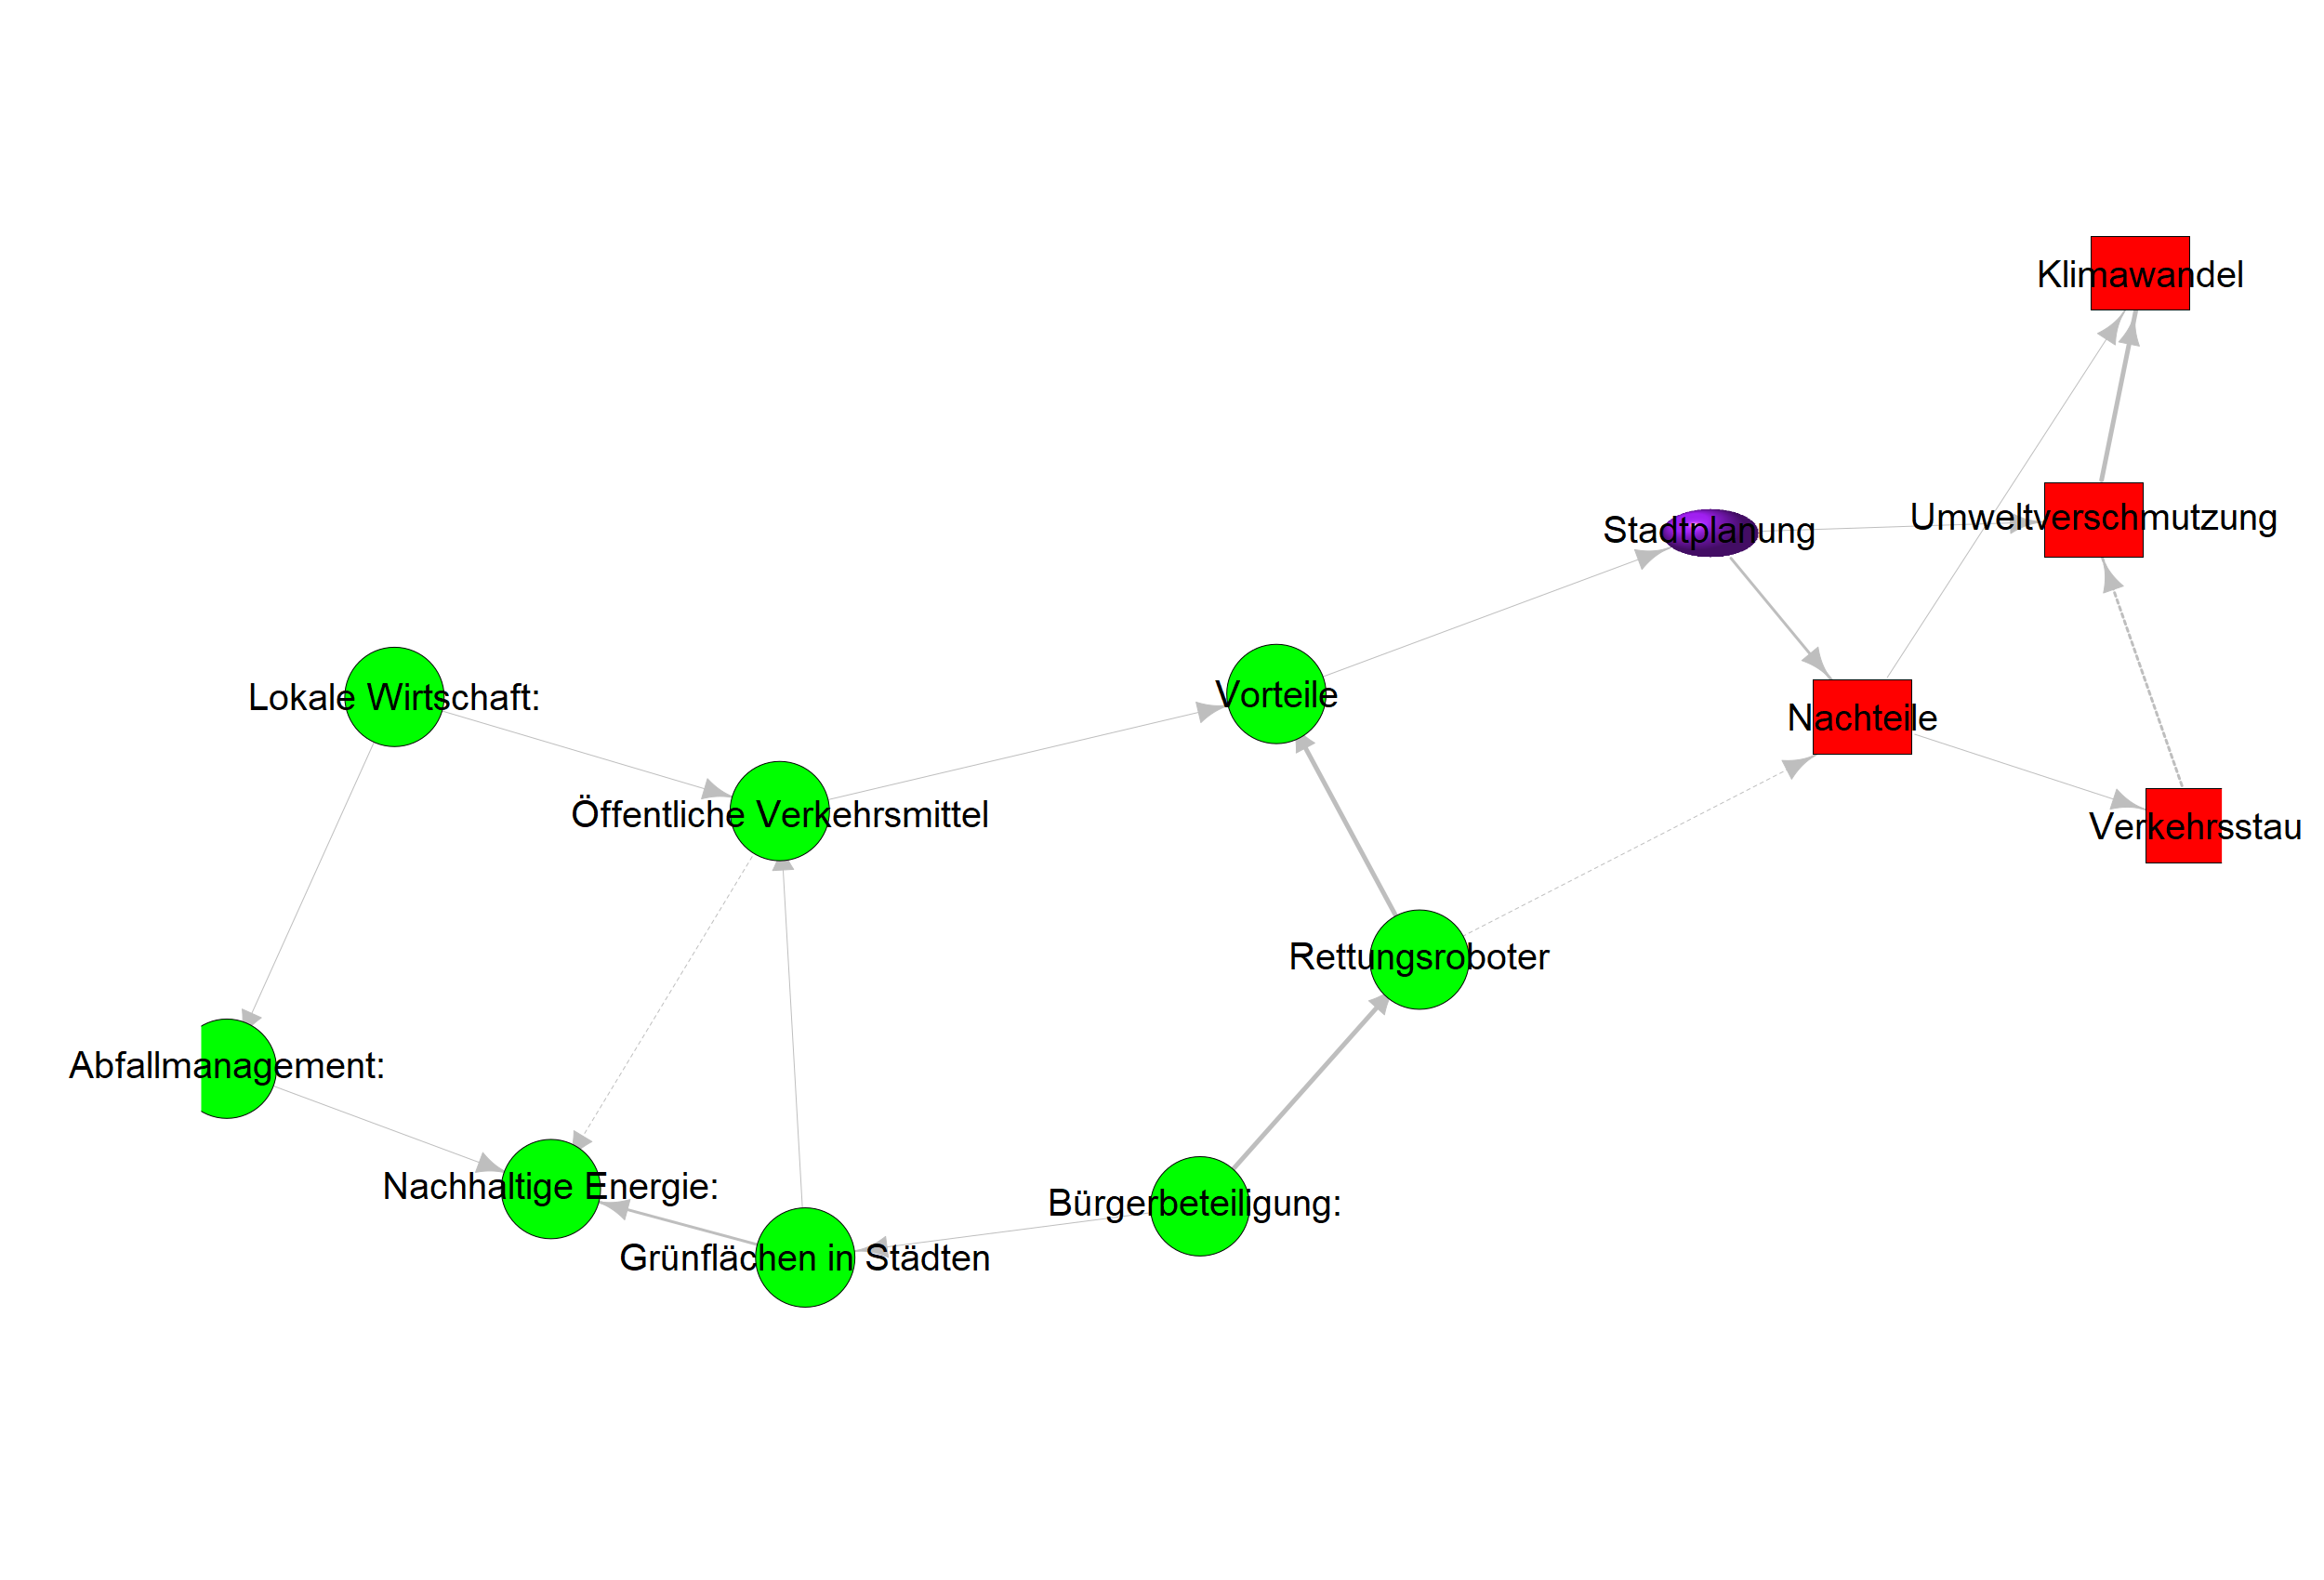 Klimawandel
Umweltverschmutzung
Stadtplanung
Lokale Wirtschaft:
Vorteile
Nachteile
Öffentliche Verkehrsmittel
Verkehrsstau
Rettungsroboter
Abfallmanagement:
Nachhaltige Energie:
Bürgerbeteiligung:
Grünflächen in Städten